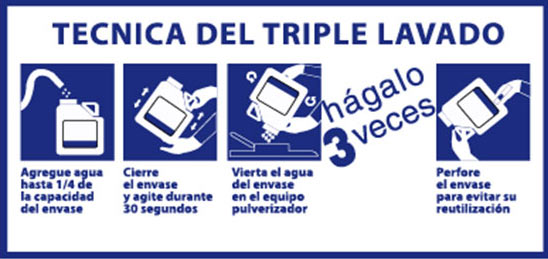 TECNICA DEL TRIPLE LAVADO
Agregue agua
hasta 1/4 de
la capacidad
del envase
Cierre
el envase
y agite durante
30 segundos
Vierta el agua
del envase
en el equipo
pulverizador
hágalo
3 veces
Perfore
el envase
para evitar su
reutilización